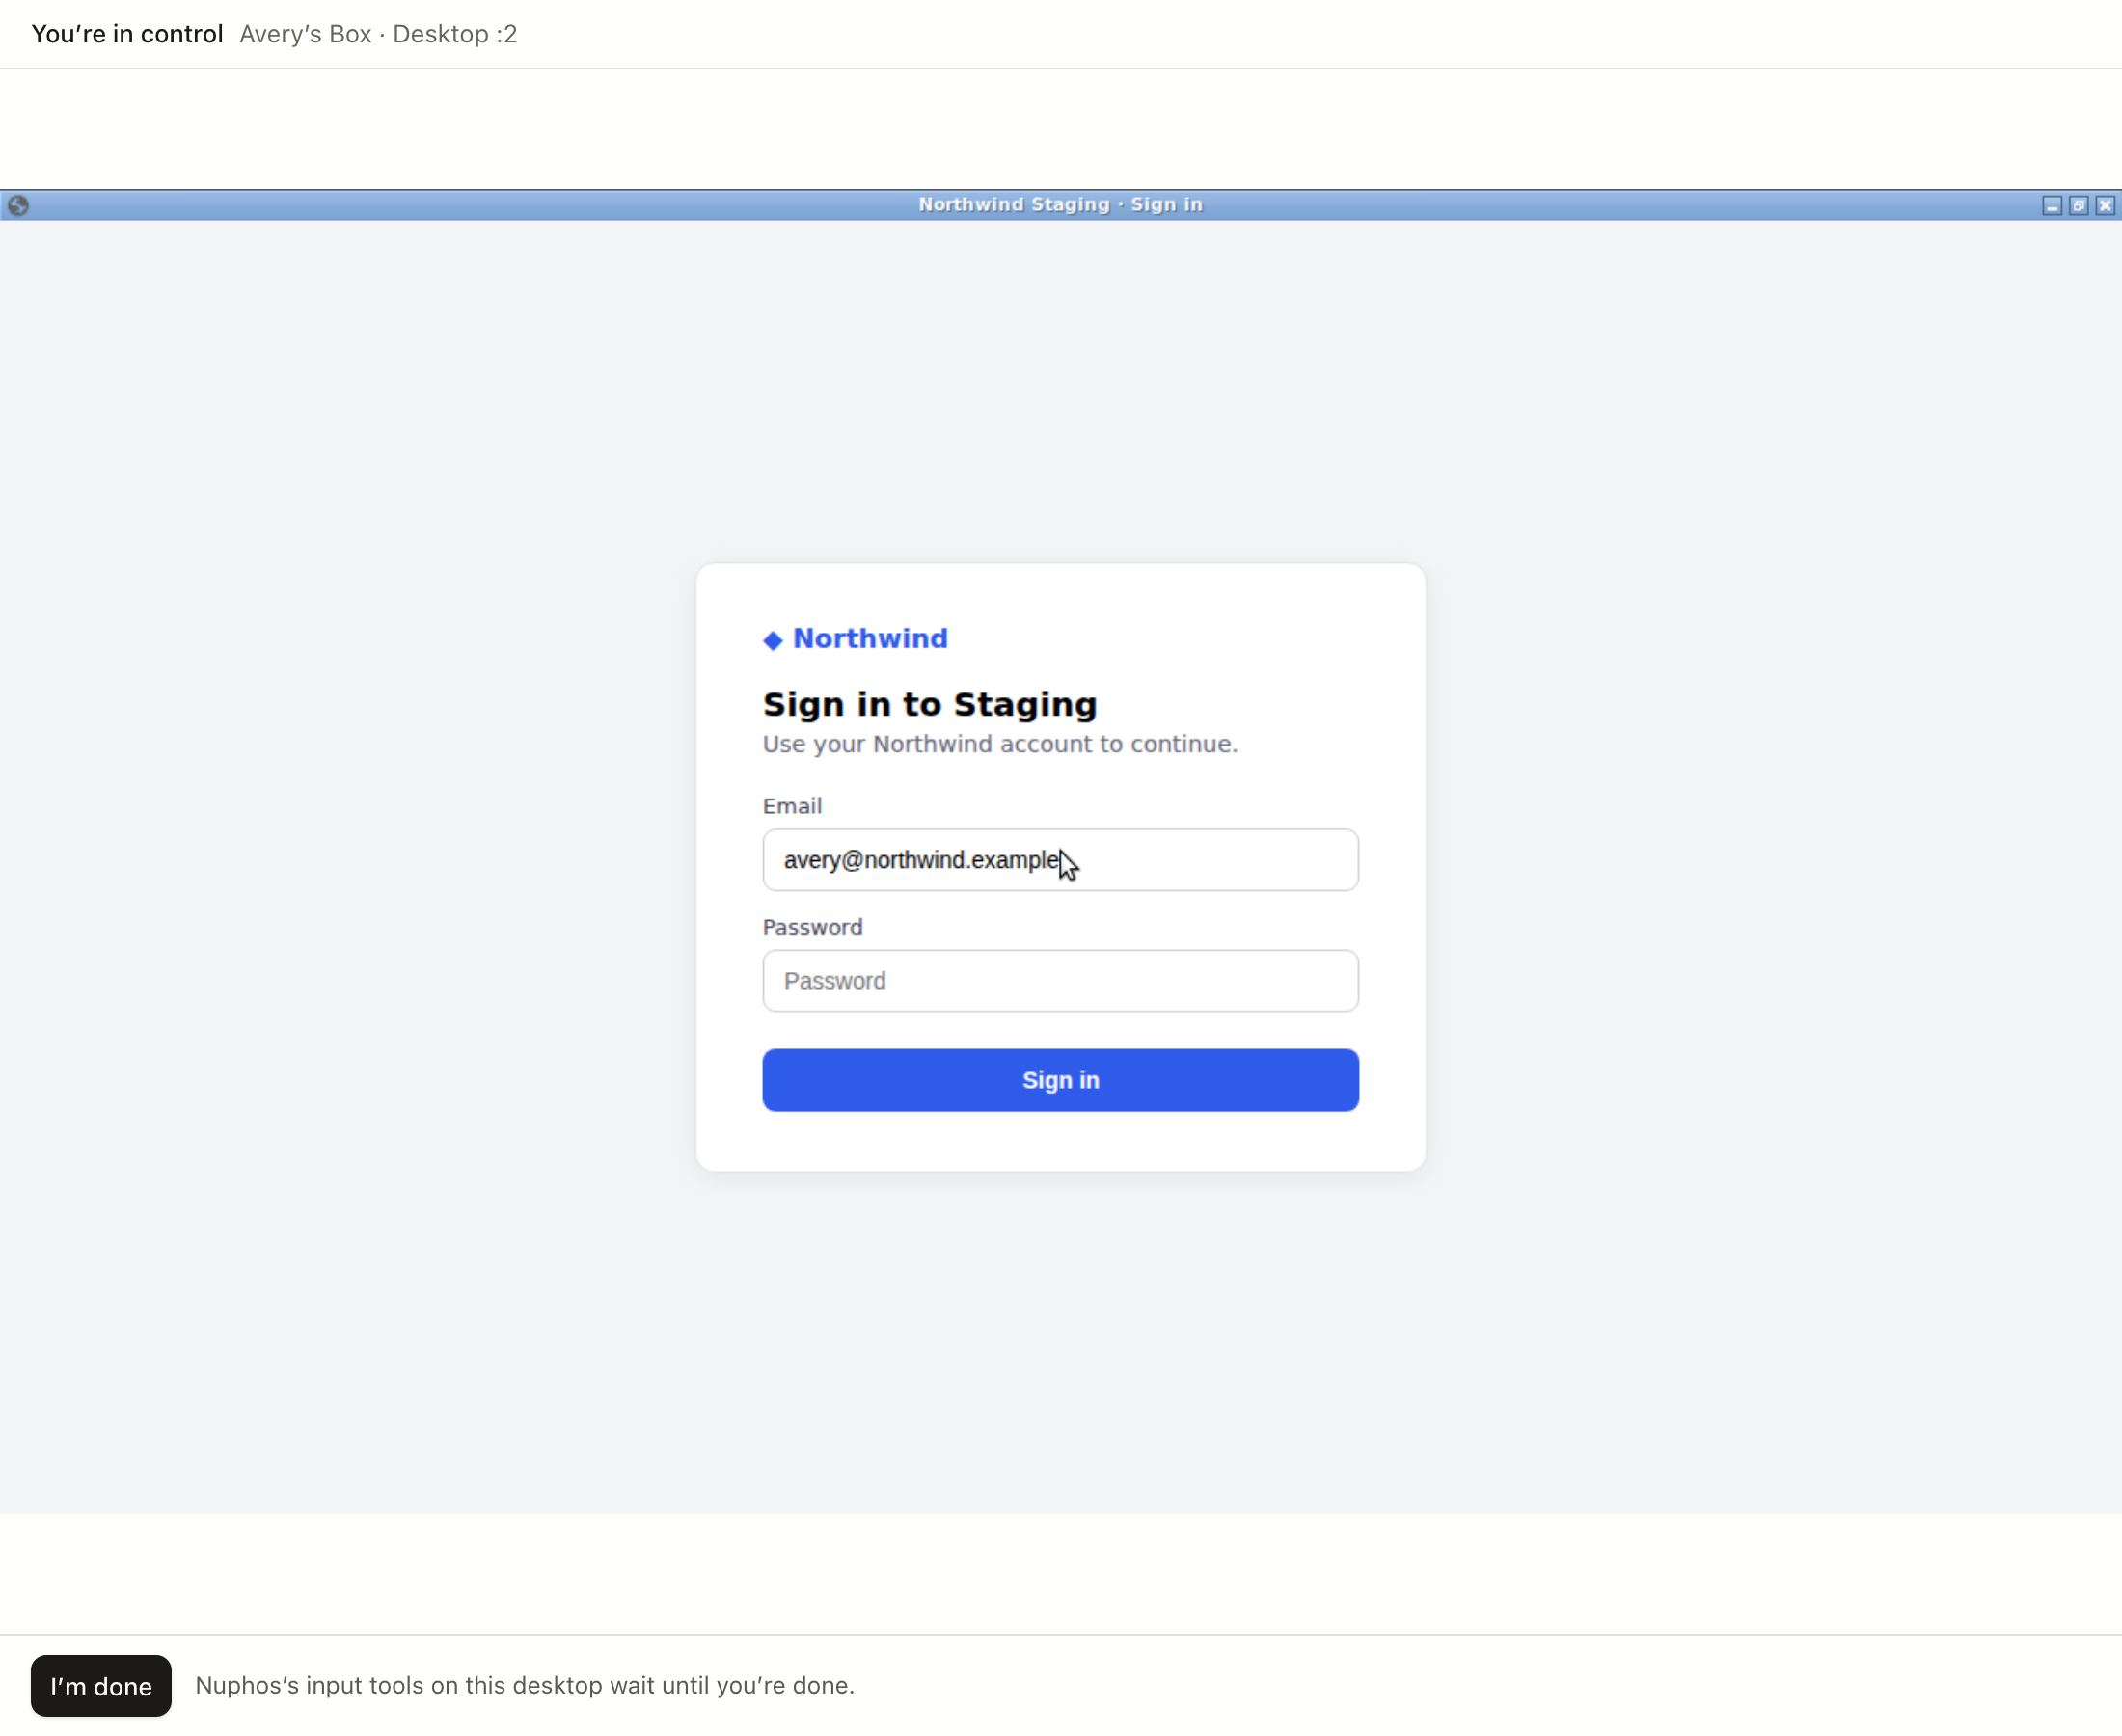 You’re in control Avery’s Box · Desktop :2
Northwind Staging · Sign in
◆ Northwind
Sign in to Staging
Use your Northwind account to continue.
Email
avery@northwind.example
Password
Password
Sign in
I’m done Nuphos’s input tools on this desktop wait until you’re done.